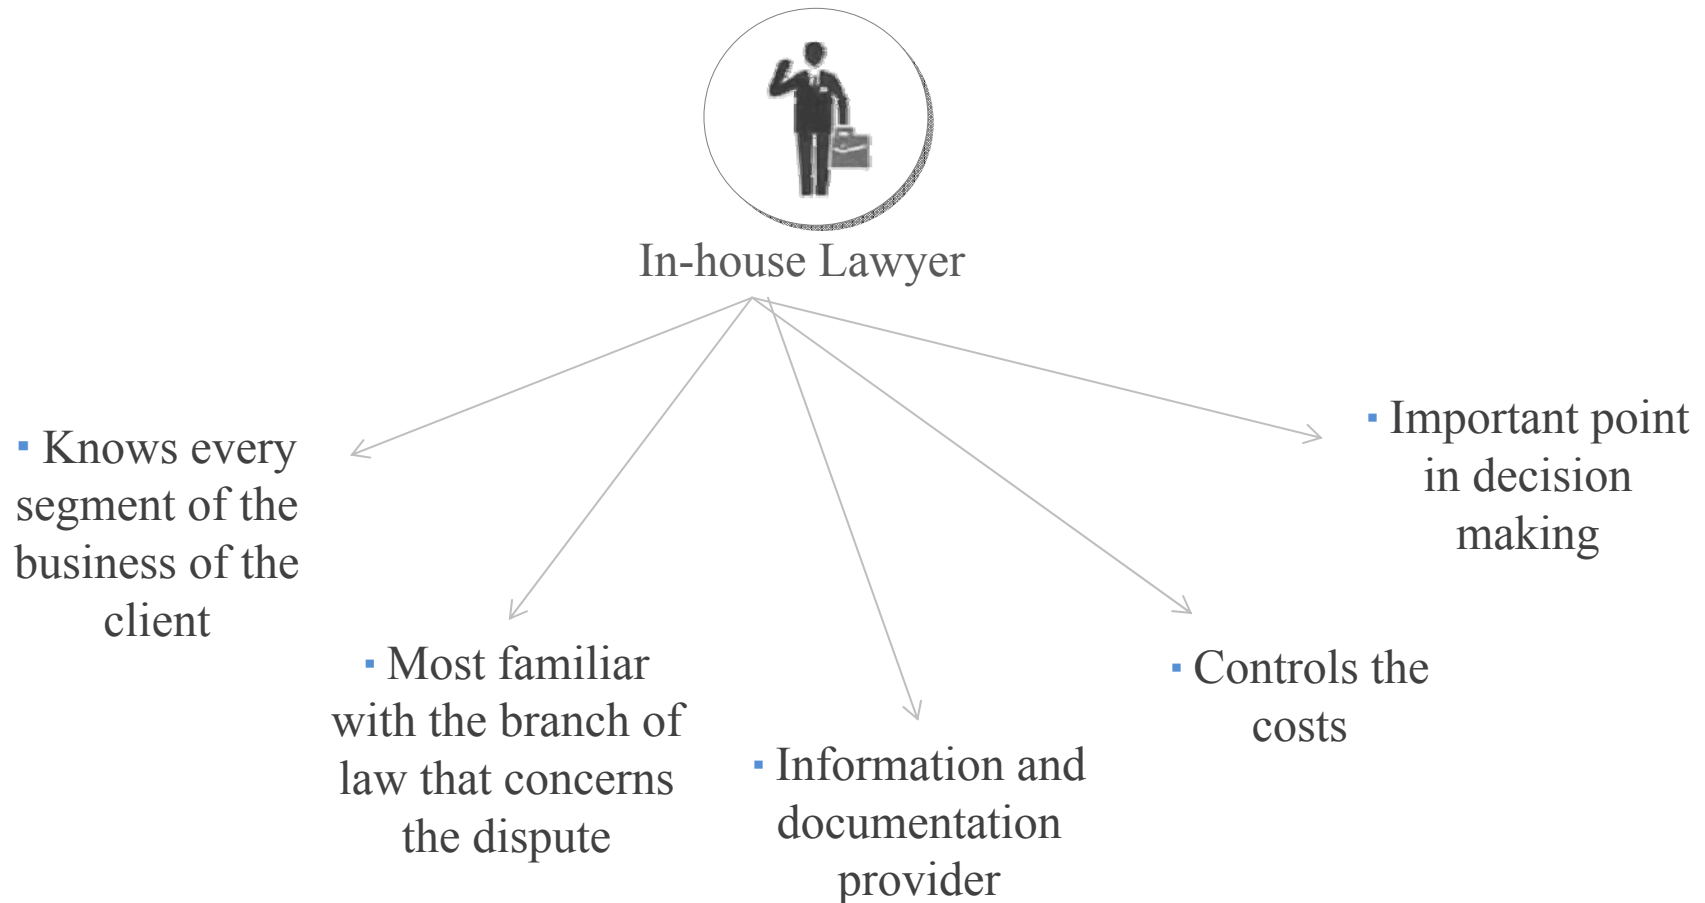 In-house Lawyer
▪ Knows every
segment of the
business of the
client
▪ Most familiar
with the branch of
law that concerns
the dispute
▪ Information and
documentation
provider
▪ Controls the
costs
▪ Important point
in decision
making